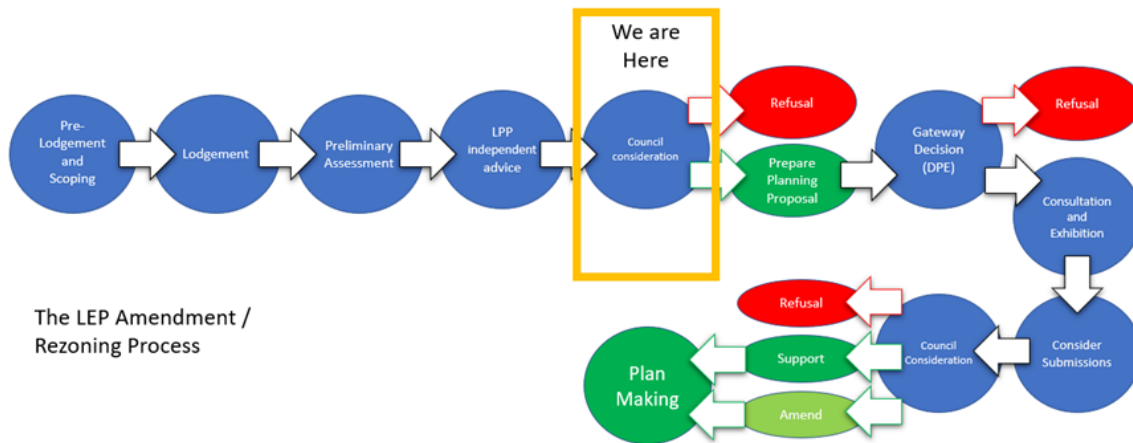 We are
Here
Pre-
Lodgement
and
Scoping
Lodgement
Preliminary
Assessment
LPP
independent
advice
Council
consideration
Refusal
Prepare
Planning
Proposal
Gateway
Decision
(DPE)
Refusal
Consultation
and
Exhibition
Consider
Submissions
Council
Consideration
Refusal
Support
Amend
Plan
Making
The LEP Amendment /
Rezoning Process